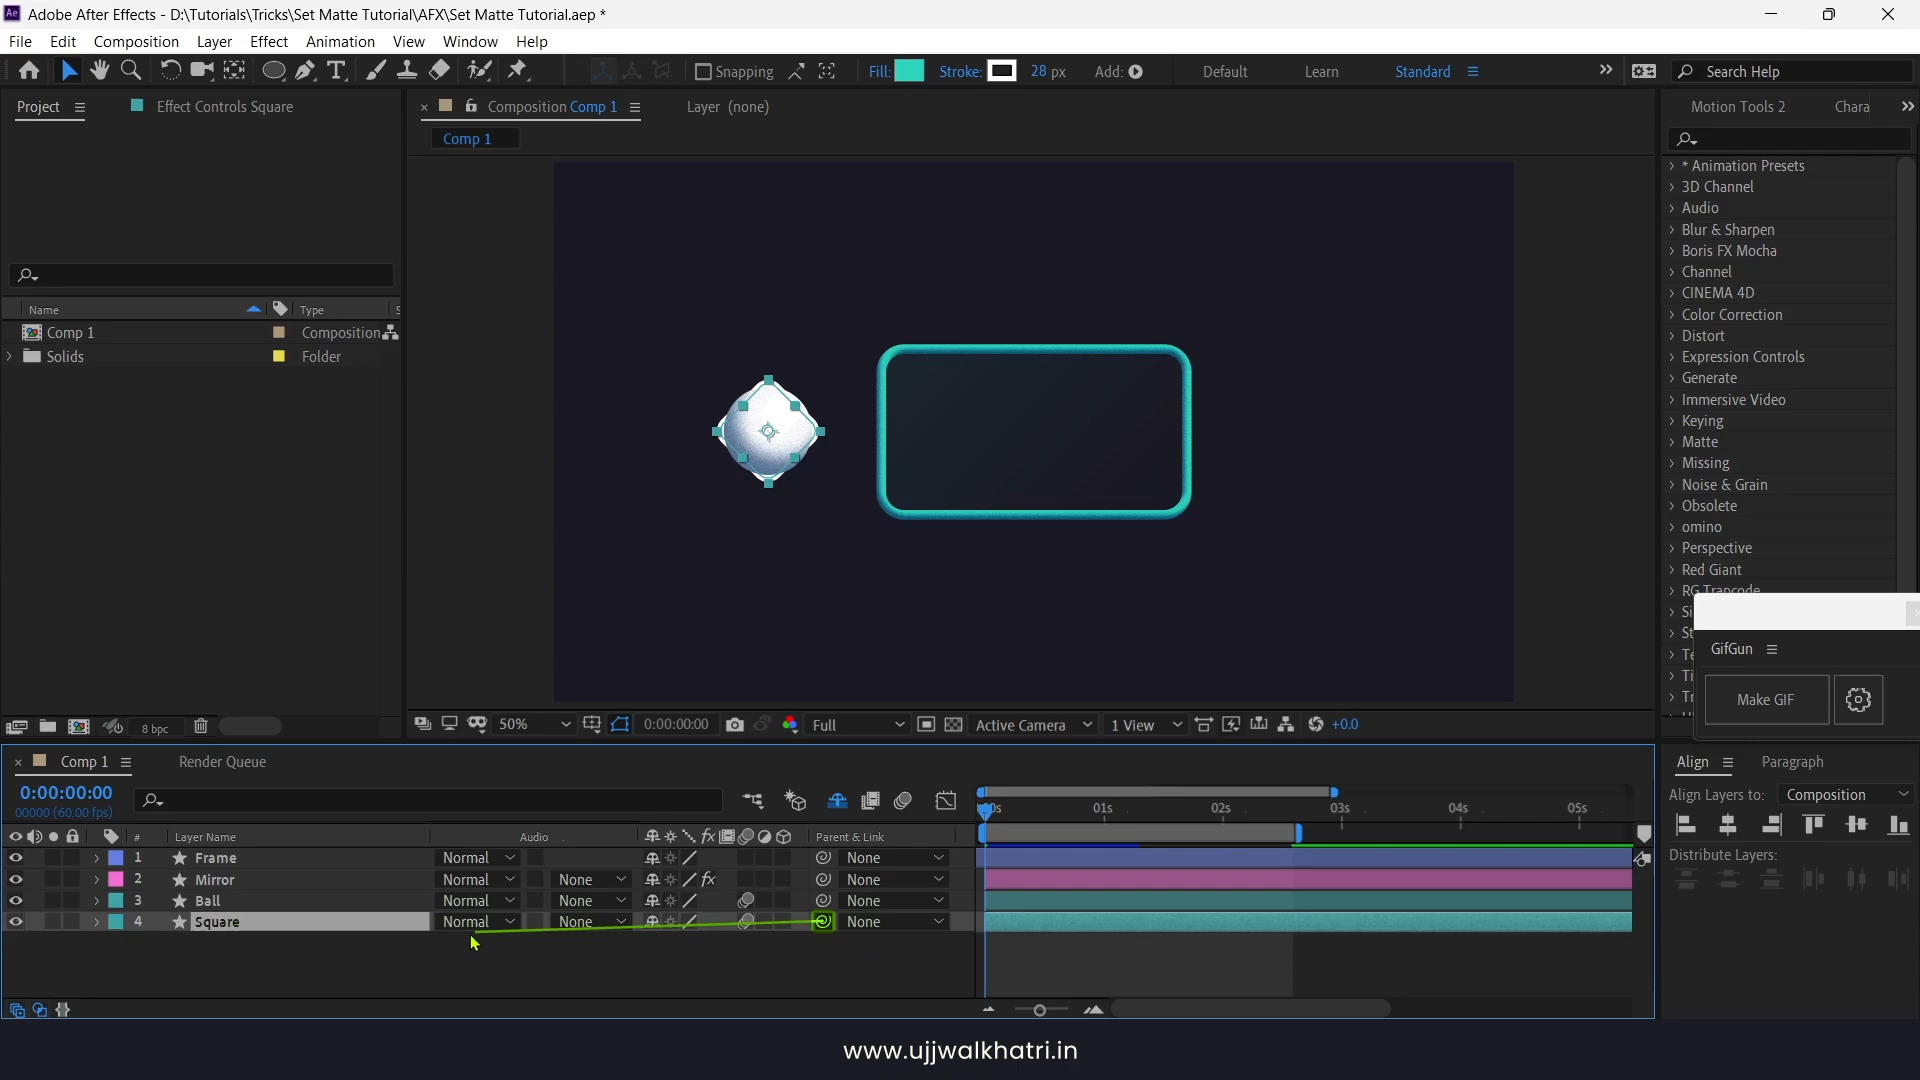 Adobe After Effects - D:\Tutorials\Tricks\Set Matte Tutorial\AFX\Set Matte Tutorial.aep *
File Edit Composition Layer Effect Animation View Window Help
Snapping Fill: Stroke: 28 px Add: Default Learn Standard Search Help
Project Effect Controls Square
Composition Comp 1 Layer (none)
Comp 1
Motion Tools 2 Chara
Name Type
Comp 1 Composition
Solids Folder
* Animation Presets
3D Channel
Audio
Blur & Sharpen
Boris FX Mocha
Channel
CINEMA 4D
Color Correction
Distort
Expression Controls
Generate
Immersive Video
Keying
Matte
Missing
Noise & Grain
Obsolete
omino
Perspective
Red Giant
RG Trapcode
Si
St
Te
Ti
Tr
GifGun
Make GIF
8 bpc
50% 0:00:00:00 Full Active Camera 1 View +0.0
Comp 1 Render Queue
0:00:00:00
00000 (60.00 fps)
00s 01s 02s 03s 04s 05s
# Layer Name Audio Parent & Link
1 Frame Normal None
2 Mirror Normal None fx None
3 Ball Normal None None
4 Square Normal None None
Align Paragraph
Align Layers to: Composition
Distribute Layers:
www.ujjwalkhatri.in